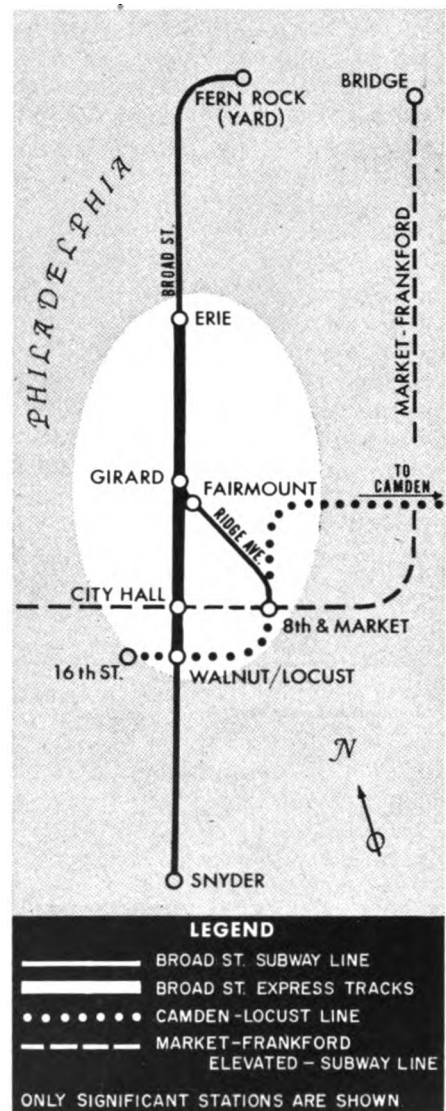 FERN ROCK
(YARD)
BRIDGE
PHILADELPHIA
BROAD ST.
MARKET-FRANKFORD
ERIE
GIRARD
FAIRMOUNT
TO
CAMDEN
RIDGE AVE.
CITY HALL
8th & MARKET
16th ST.
WALNUT/LOCUST
N
SNYDER
LEGEND
BROAD ST. SUBWAY LINE
BROAD ST. EXPRESS TRACKS
CAMDEN-LOCUST LINE
MARKET-FRANKFORD
ELEVATED-SUBWAY LINE
ONLY SIGNIFICANT STATIONS ARE SHOWN